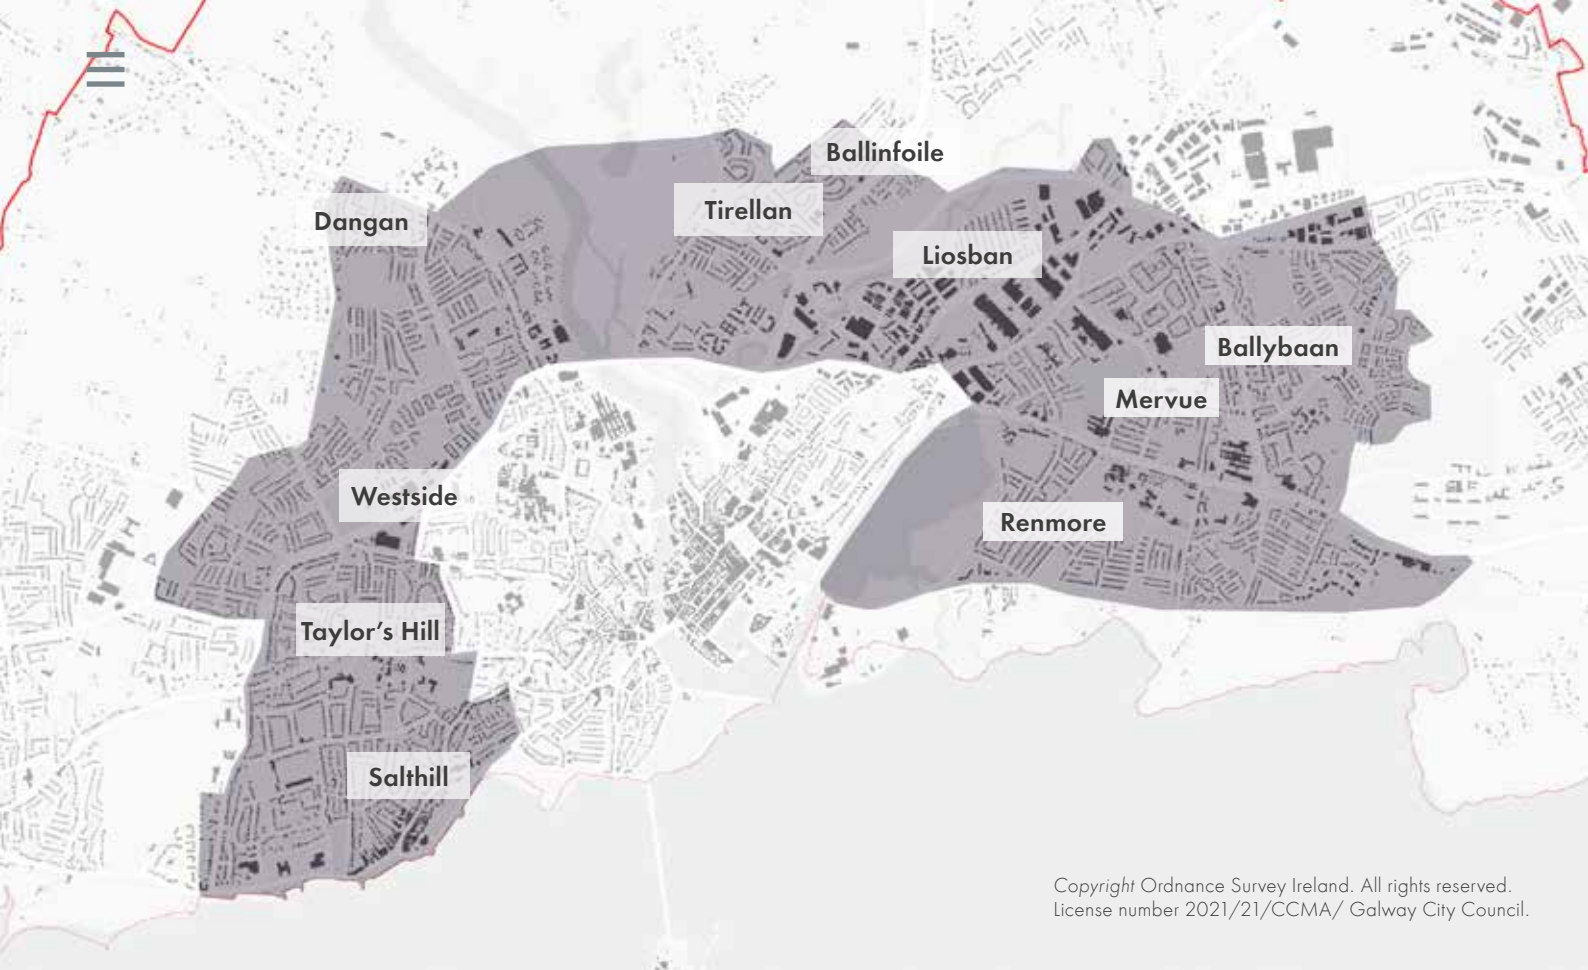 Ballinfoile
Tirellan
Dangan
Liosban
Ballybaan
Mervue
Westside
Renmore
Taylor’s Hill
Salthill
Copyright Ordnance Survey Ireland. All rights reserved.
License number 2021/21/CCMA/ Galway City Council.